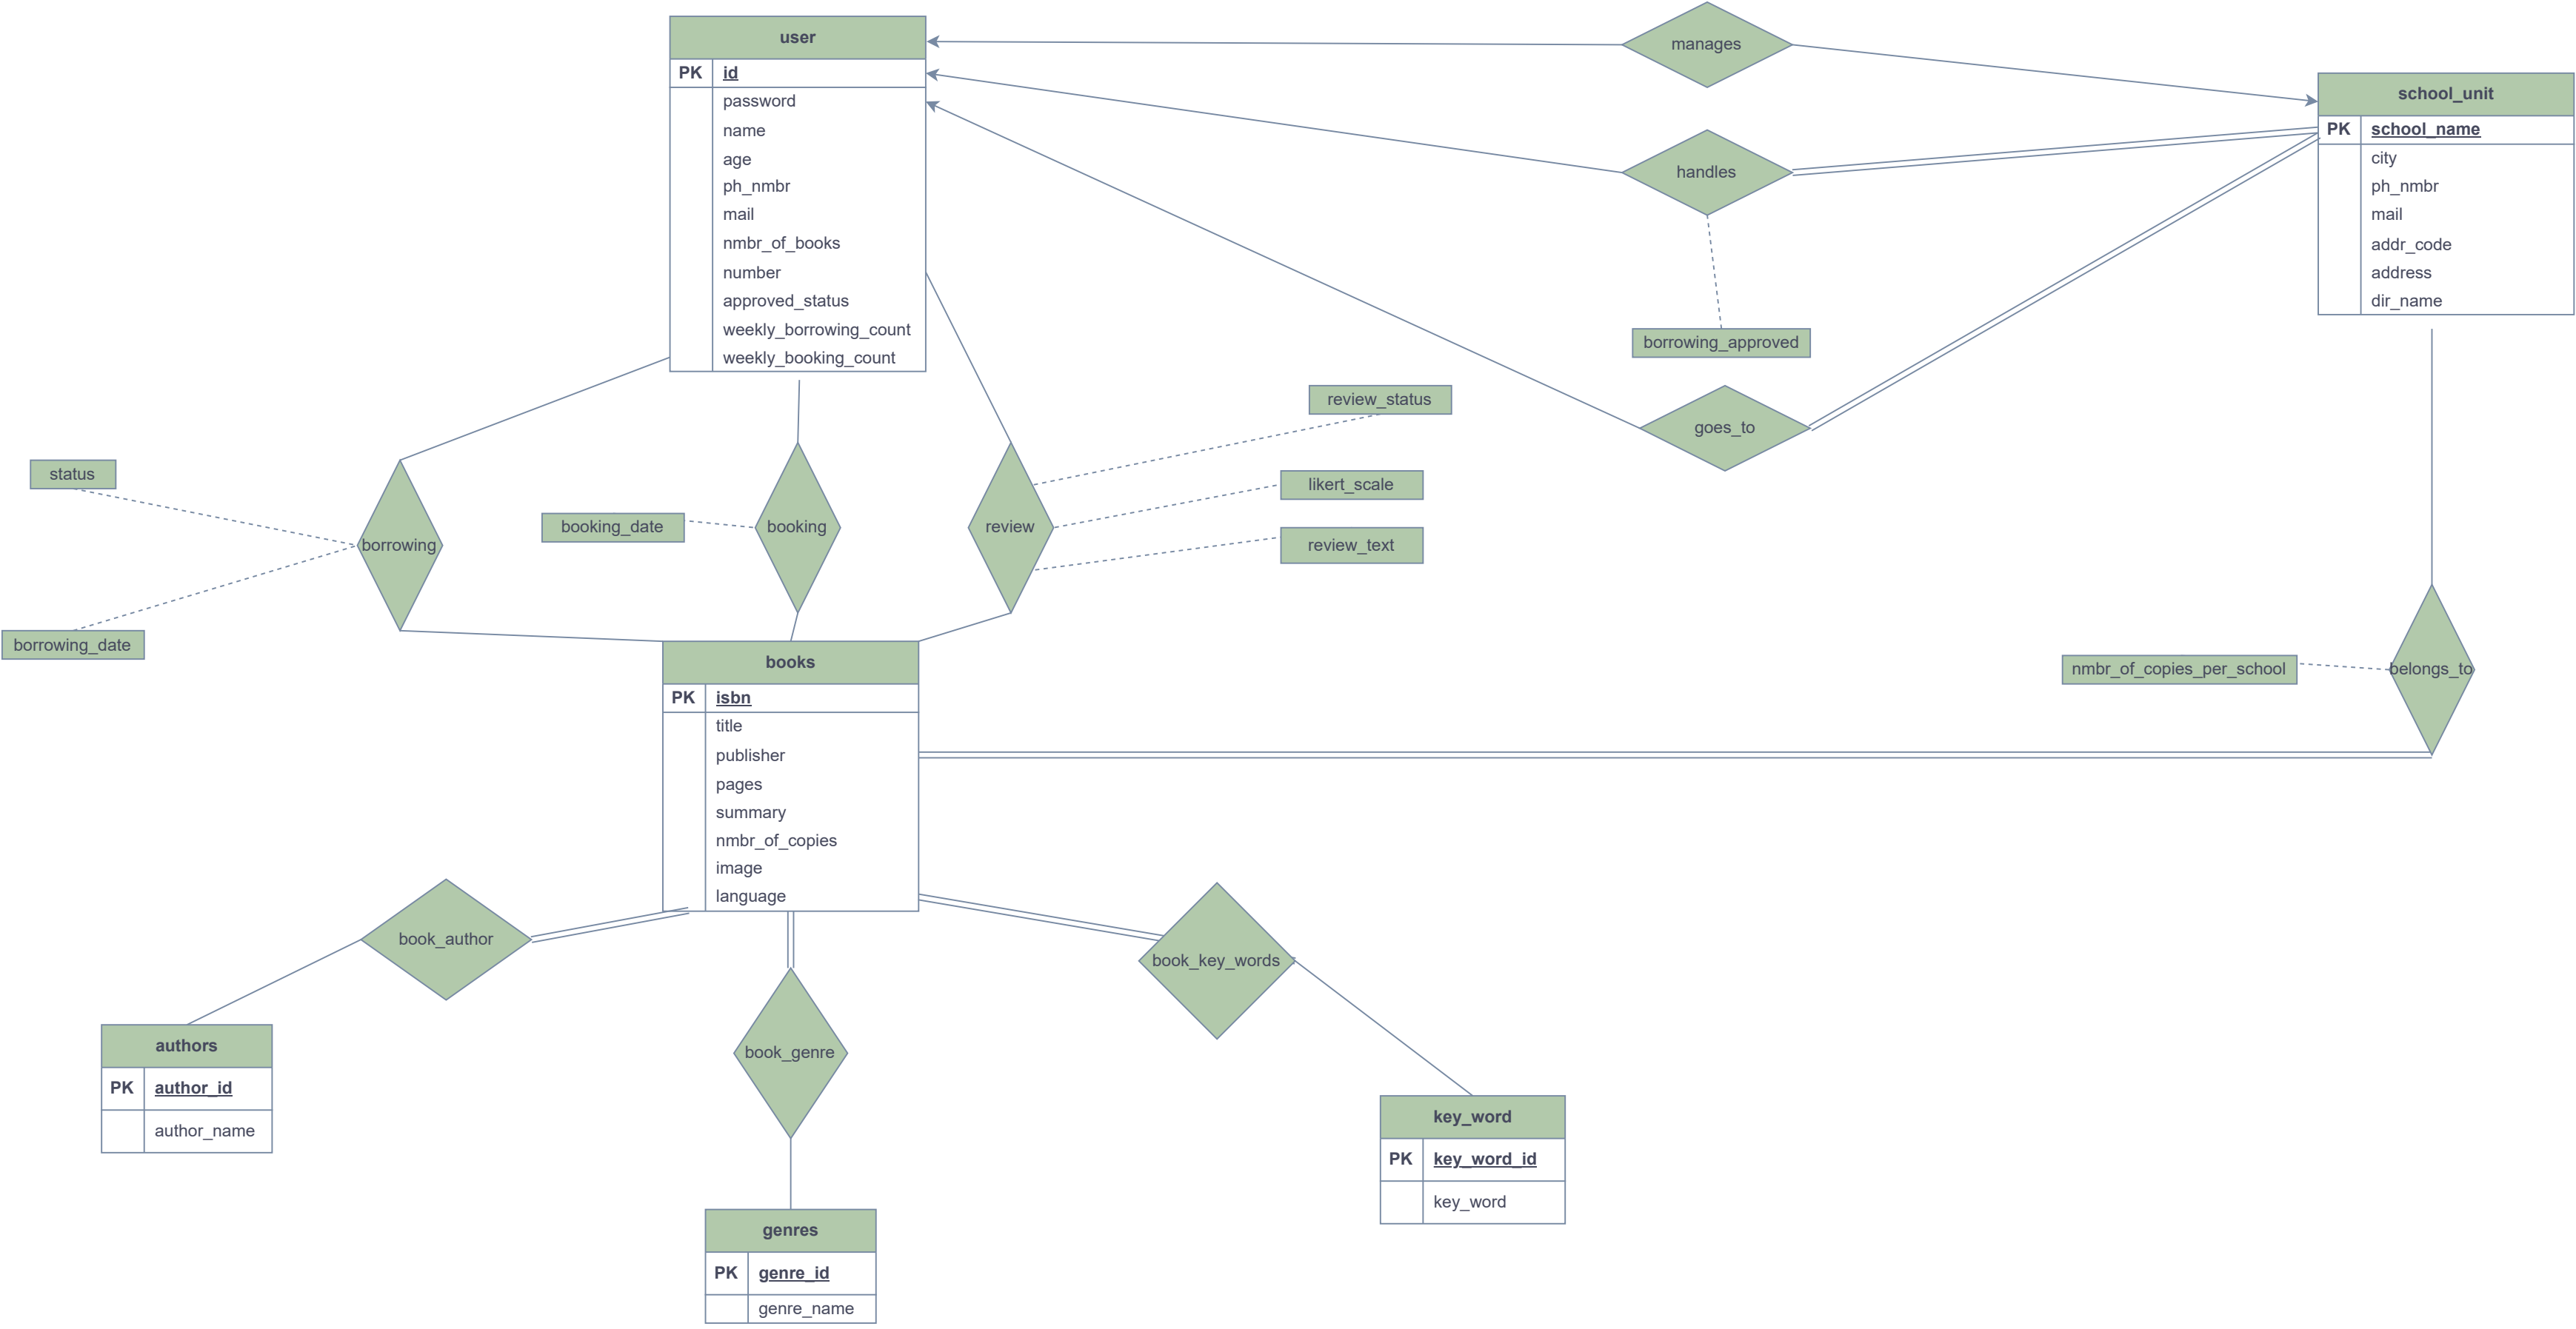 user
PK id
password
name
age
ph_nmbr
mail
nmbr_of_books
number
approved_status
weekly_borrowing_count
weekly_booking_count
manages
handles
borrowing_approved
goes_to
school_unit
PK school_name
city
ph_nmbr
mail
addr_code
address
dir_name
status
borrowing
borrowing_date
booking_date
booking
review
review_status
likert_scale
review_text
nmbr_of_copies_per_school
belongs_to
books
PK isbn
title
publisher
pages
summary
nmbr_of_copies
image
language
book_author
book_genre
book_key_words
authors
PK author_id
author_name
genres
PK genre_id
genre_name
key_word
PK key_word_id
key_word